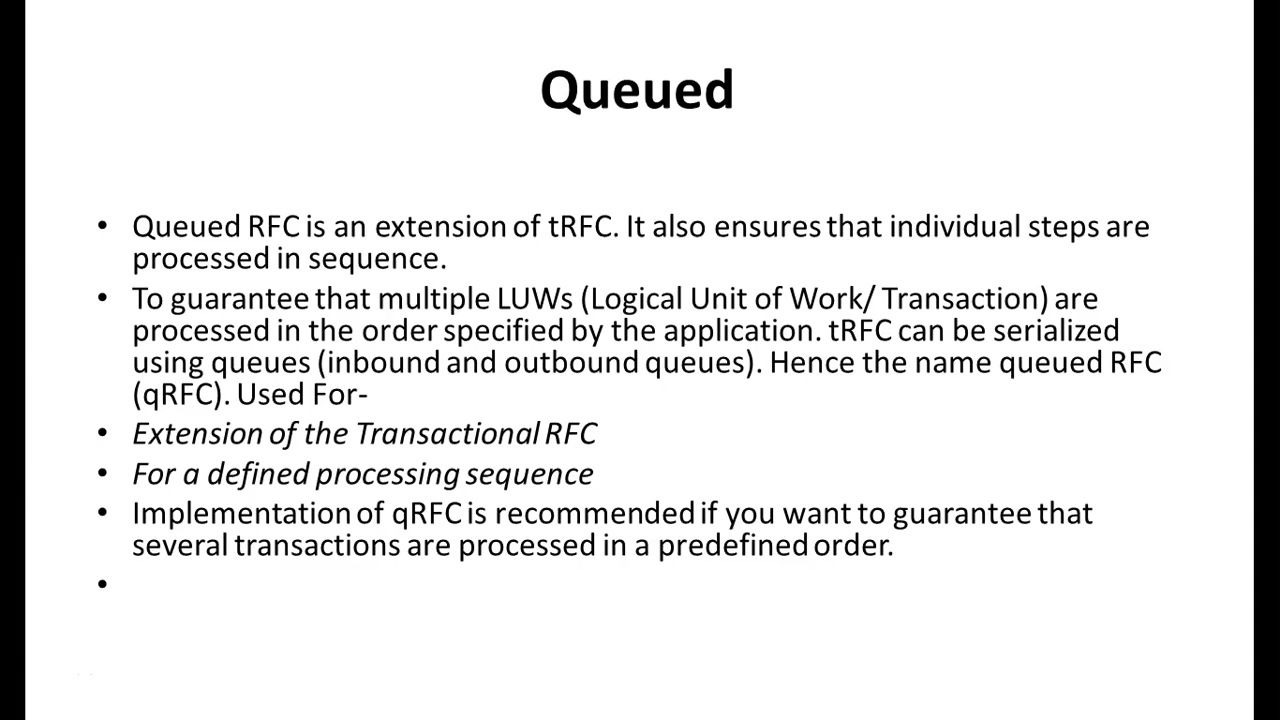 Queued
• Queued RFC is an extension of tRFC. It also ensures that individual steps are
processed in sequence.
• To guarantee that multiple LUWs (Logical Unit of Work/ Transaction) are
processed in the order specified by the application. tRFC can be serialized
using queues (inbound and outbound queues). Hence the name queued RFC
(qRFC). Used For-
• Extension of the Transactional RFC
• For a defined processing sequence
• Implementation of qRFC is recommended if you want to guarantee that
several transactions are processed in a predefined order.
•